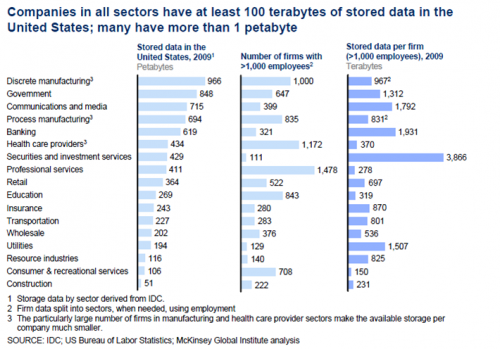 Companies in all sectors have at least 100 terabytes of stored data in the
United States; many have more than 1 petabyte
Stored data in the
United States, 2009¹
Petabytes
Number of firms with
>1,000 employees²
Stored data per firm
(>1,000 employees), 2009
Terabytes
Discrete manufacturing³ 966 1,000 967²
Government 848 647 1,312
Communications and media 715 399 1,792
Process manufacturing³ 694 835 831²
Banking 619 321 1,931
Health care providers³ 434 1,172 370
Securities and investment services 429 111 3,866
Professional services 411 1,478 278
Retail 364 522 697
Education 269 843 319
Insurance 243 280 870
Transportation 227 283 801
Wholesale 202 376 536
Utilities 194 129 1,507
Resource industries 116 140 825
Consumer & recreational services 106 708 150
Construction 51 222 231
1 Storage data by sector derived from IDC.
2 Firm data split into sectors, when needed, using employment
3 The particularly large number of firms in manufacturing and health care provider sectors make the available storage per
company much smaller.
SOURCE: IDC; US Bureau of Labor Statistics; McKinsey Global Institute analysis